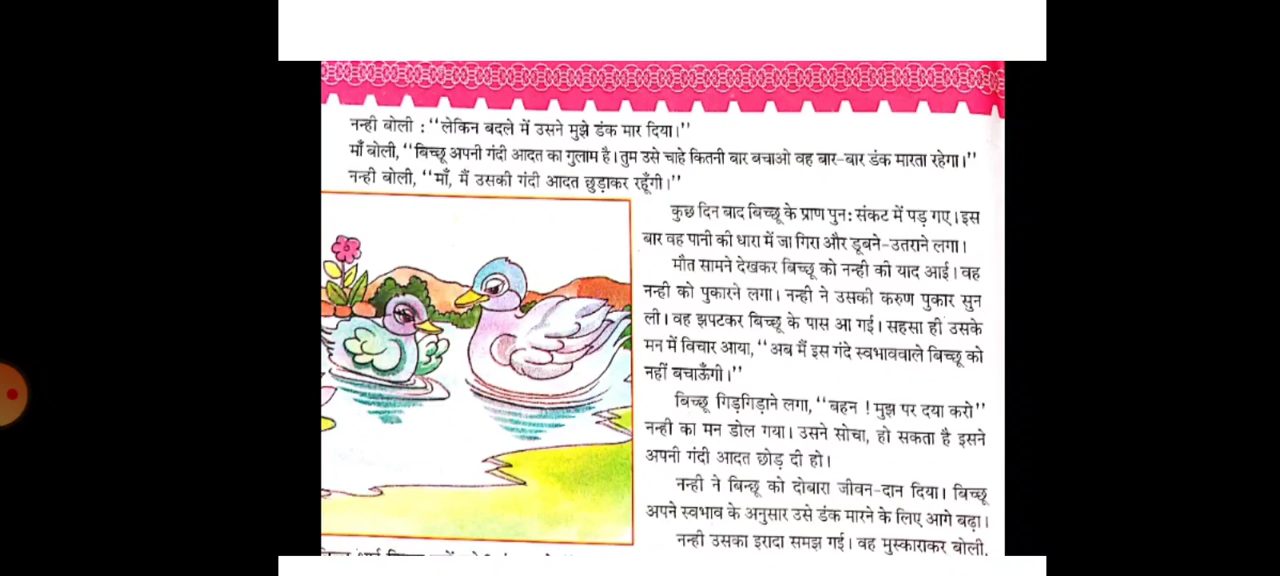 नन्ही बोली : ‘‘लेकिन बदले में उसने मुझे डंक मार दिया।’’
माँ बोली, ‘‘बिच्छू अपनी गंदी आदत का गुलाम है। तुम उसे चाहे कितनी बार बचाओ वह बार-बार डंक मारता रहेगा।’’
नन्ही बोली, ‘‘माँ, मैं उसकी गंदी आदत छुड़ाकर रहूँगी।’’
कुछ दिन बाद बिच्छू के प्राण पुन: संकट में पड़ गए। इस
बार वह पानी की धारा में जा गिरा और डूबने-उतराने लगा।
मौत सामने देखकर बिच्छू को नन्ही की याद आई। वह
नन्ही को पुकारने लगा। नन्ही ने उसकी करुण पुकार सुन
ली। वह झपटकर बिच्छू के पास आ गई। सहसा ही उसके
मन में विचार आया, ‘‘अब मैं इस गंदे स्वभाववाले बिच्छू को
नहीं बचाऊँगी।’’
बिच्छू गिड़गिड़ाने लगा, ‘‘बहन ! मुझ पर दया करो’’
नन्ही का मन डोल गया। उसने सोचा, हो सकता है इसने
अपनी गंदी आदत छोड़ दी हो।
नन्ही ने बिन्छू को दोबारा जीवन-दान दिया। बिच्छू
अपने स्वभाव के अनुसार उसे डंक मारने के लिए आगे बढ़ा।
नन्ही उसका इरादा समझ गई। वह मुस्काराकर बोली,